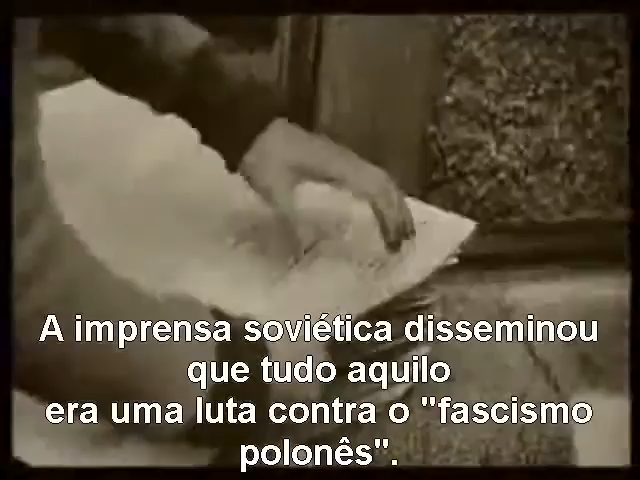 A imprensa soviética disseminou
que tudo aquilo
era uma luta contra o "fascismo
polonês".